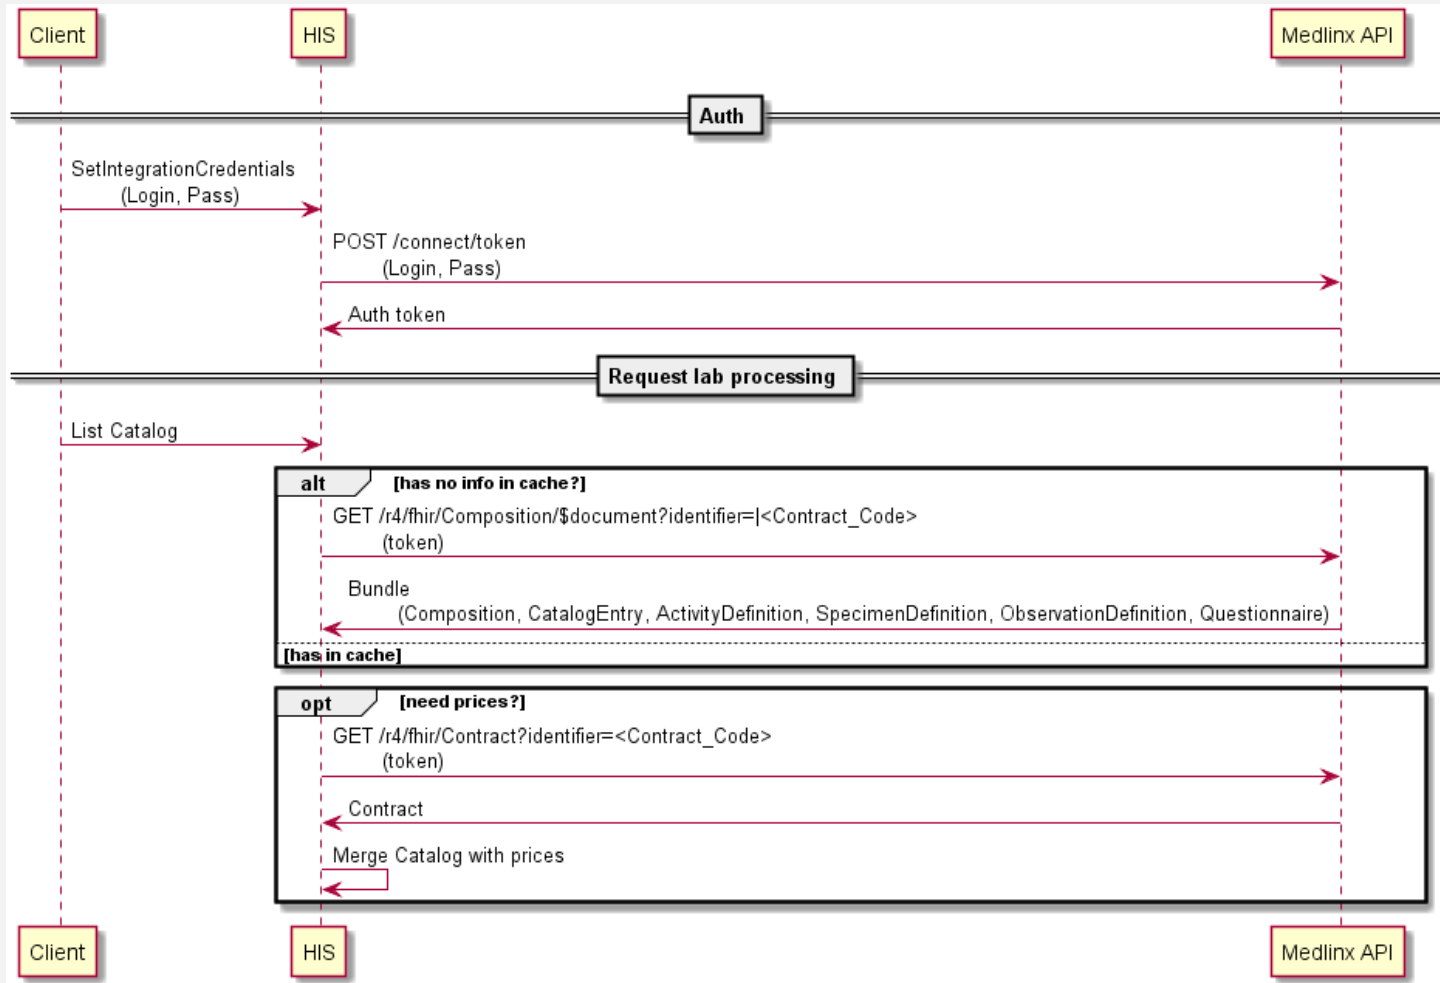 Client
HIS
Medlinx API
Auth
SetIntegrationCredentials
(Login, Pass)
POST /connect/token
(Login, Pass)
Auth token
Request lab processing
List Catalog
alt
[has no info in cache?]
GET /r4/fhir/Composition/$document?identifier=|<Contract_Code>
(token)
Bundle
(Composition, CatalogEntry, ActivityDefinition, SpecimenDefinition, ObservationDefinition, Questionnaire)
[has in cache]
opt
[need prices?]
GET /r4/fhir/Contract?identifier=<Contract_Code>
(token)
Contract
Merge Catalog with prices
Client
HIS
Medlinx API